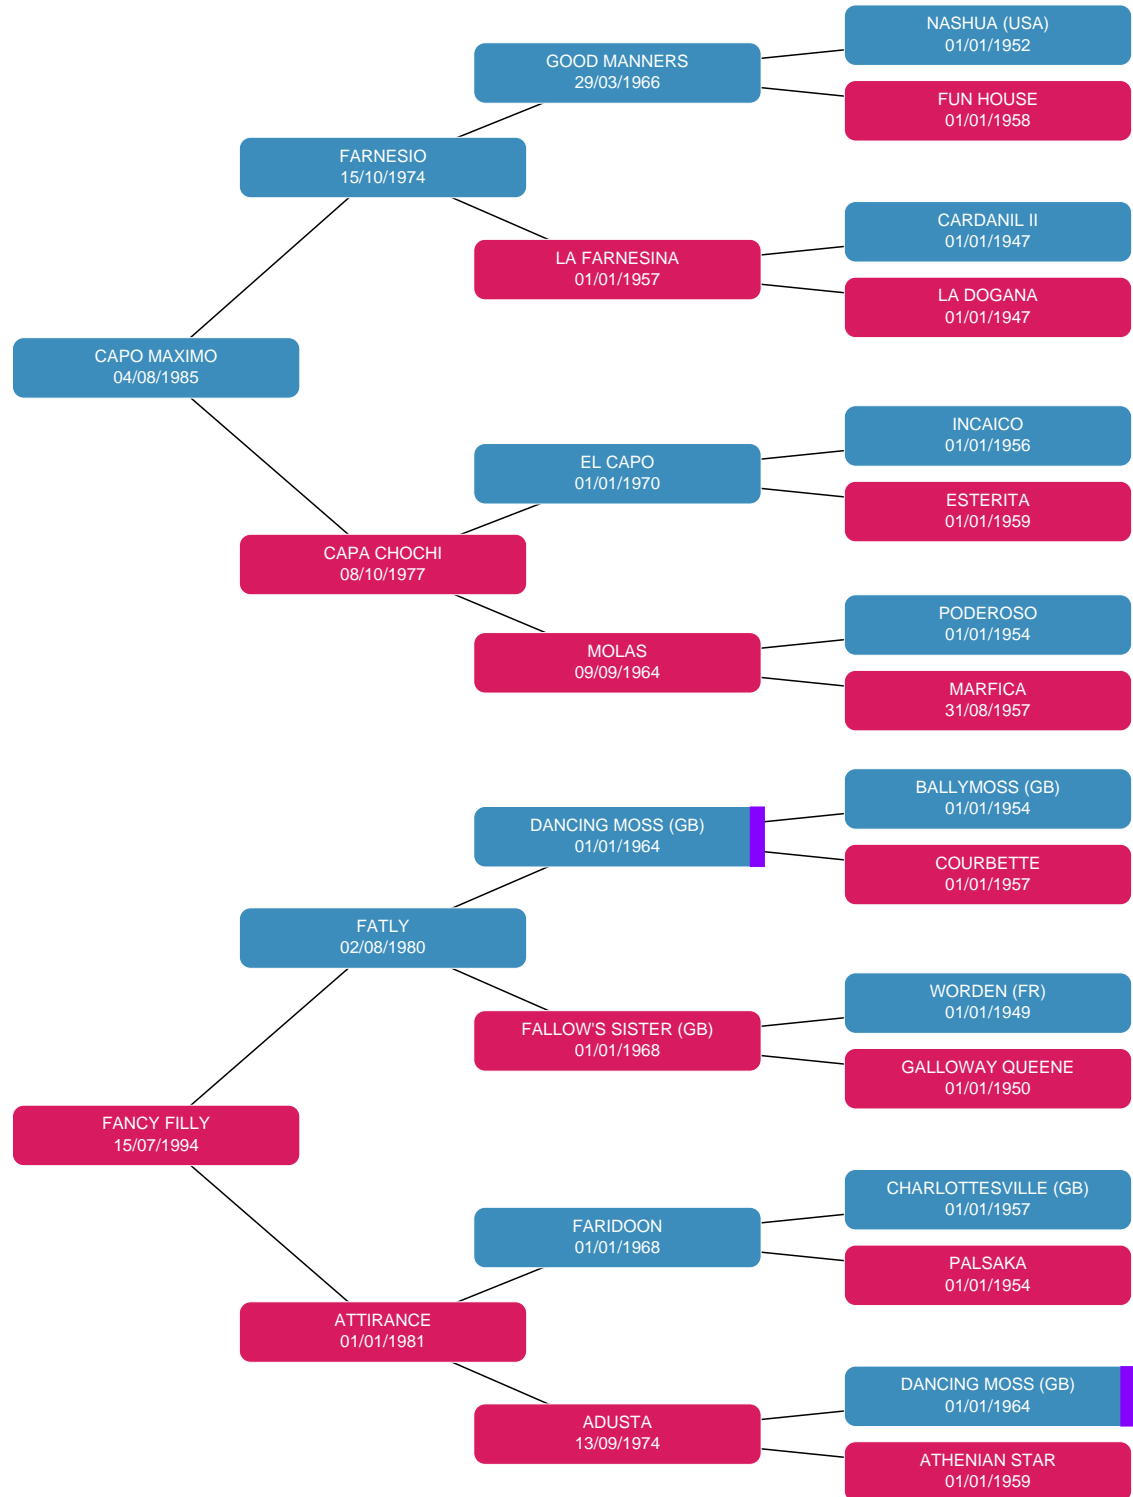 NASHUA (USA)
01/01/1952
GOOD MANNERS
29/03/1966
FUN HOUSE
01/01/1958
FARNESIO
15/10/1974
CARDANIL II
01/01/1947
LA FARNESINA
01/01/1957
LA DOGANA
01/01/1947
CAPO MAXIMO
04/08/1985
INCAICO
01/01/1956
EL CAPO
01/01/1970
ESTERITA
01/01/1959
CAPA CHOCHI
08/10/1977
PODEROSO
01/01/1954
MOLAS
09/09/1964
MARFICA
31/08/1957
BALLYMOSS (GB)
01/01/1954
DANCING MOSS (GB)
01/01/1964
COURBETTE
01/01/1957
FATLY
02/08/1980
WORDEN (FR)
01/01/1949
FALLOW'S SISTER (GB)
01/01/1968
GALLOWAY QUEENE
01/01/1950
FANCY FILLY
15/07/1994
CHARLOTTESVILLE (GB)
01/01/1957
FARIDOON
01/01/1968
PALSAKA
01/01/1954
ATTIRANCE
01/01/1981
DANCING MOSS (GB)
01/01/1964
ADUSTA
13/09/1974
ATHENIAN STAR
01/01/1959